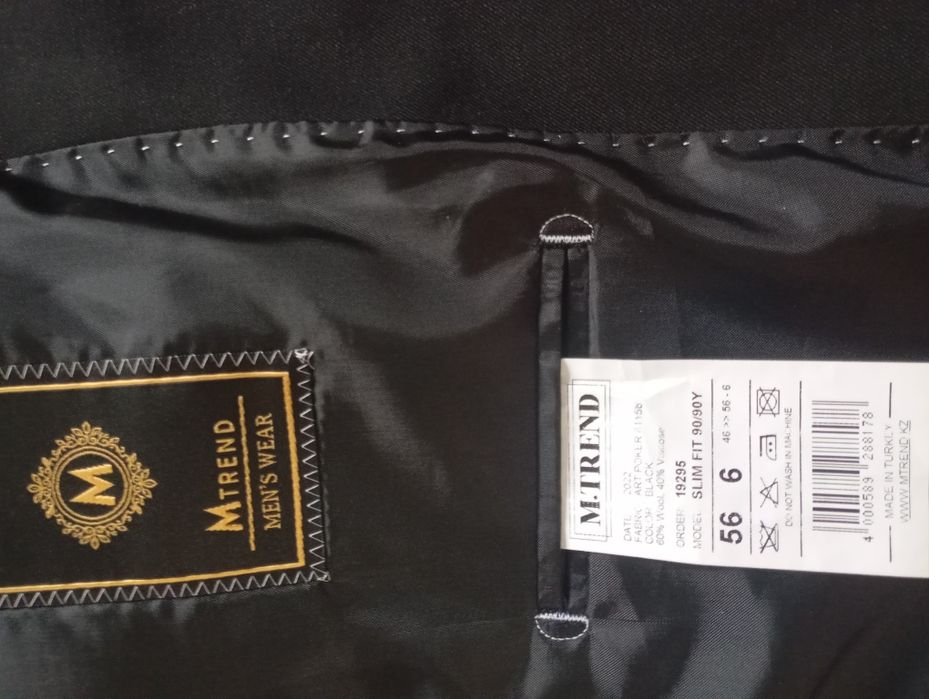 M
MTREND
MEN'S WEAR
M.TREND
DATE 2022
FABRIC ART POKER
COLOR BLACK
60% Wool, 40% Viscose
ORDER 19295
MODEL SLIM FIT 90/90Y
56 6 46 >> 56 - 6
DO NOT WASH IN MACHINE
4 000589 288178
MADE IN TURKEY
WWW.MTREND.KZ